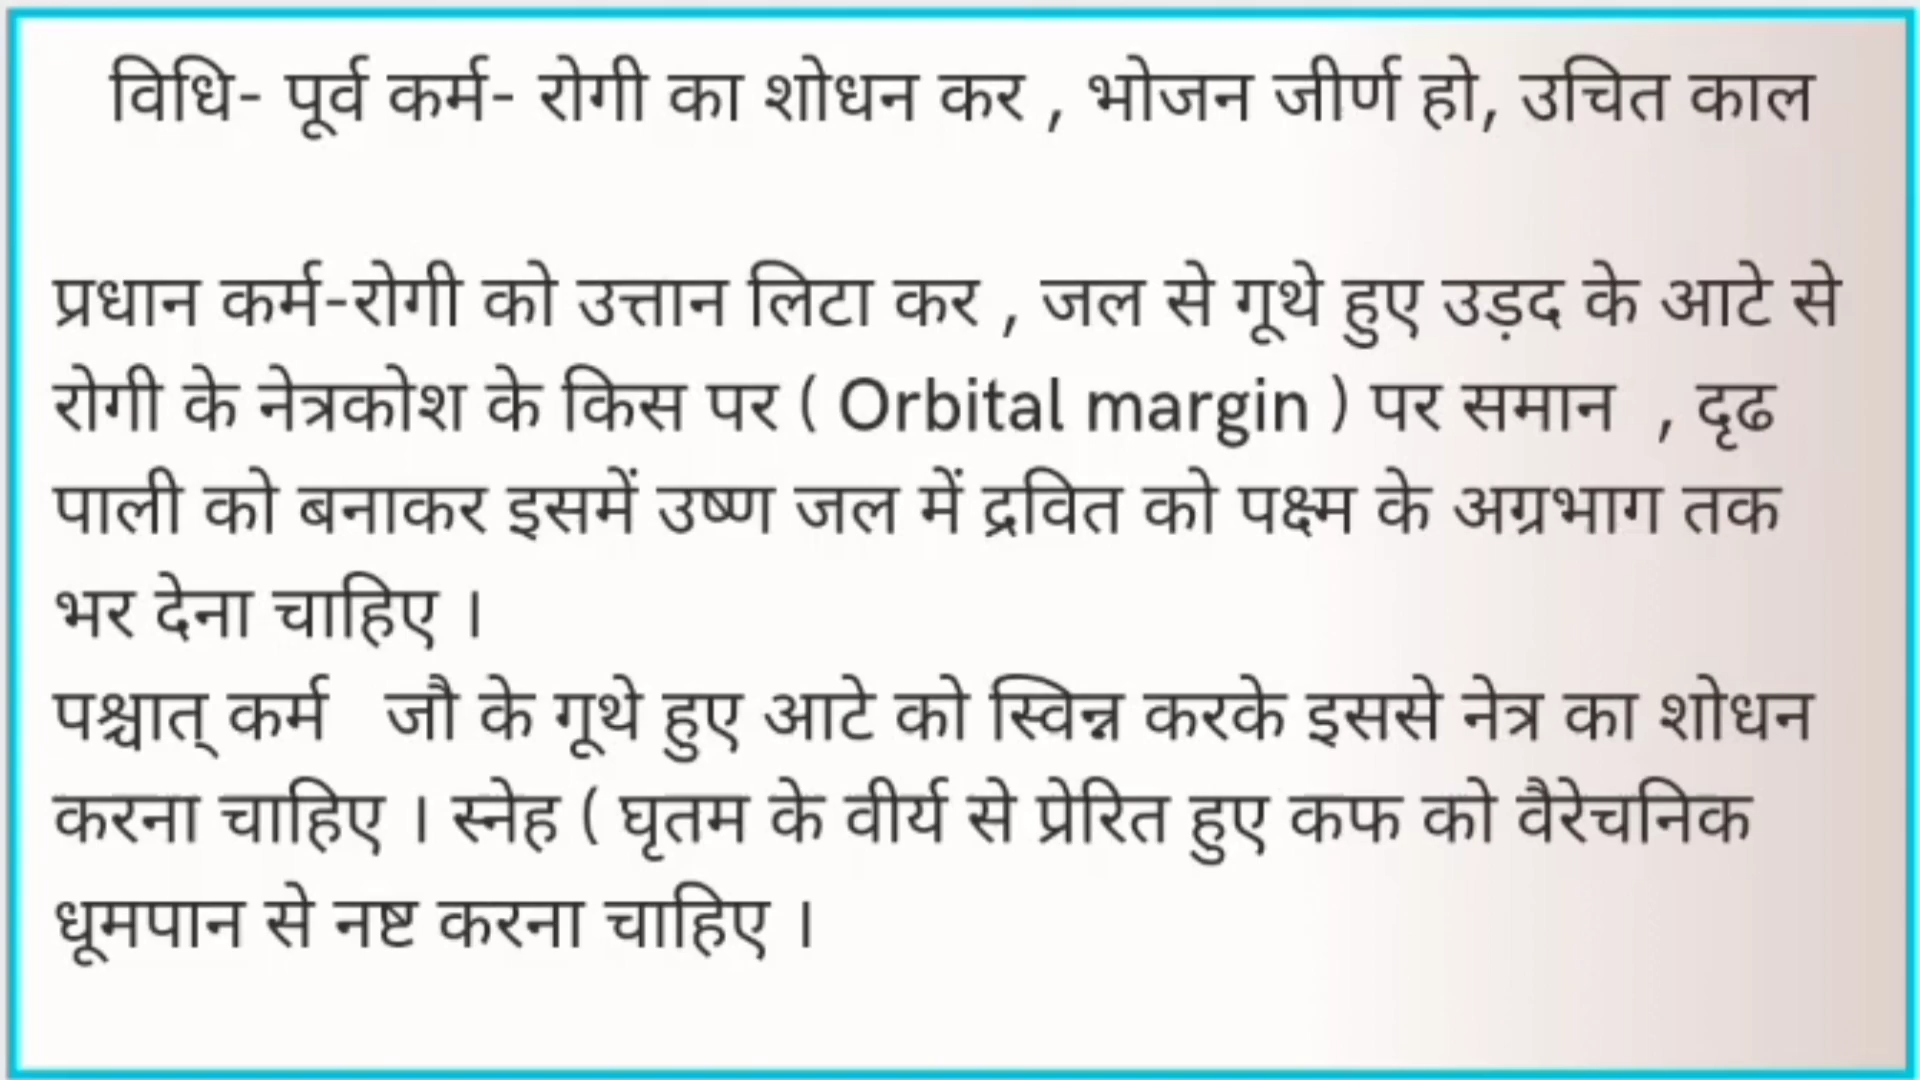 विधि- पूर्व कर्म- रोगी का शोधन कर , भोजन जीर्ण हो, उचित काल
प्रधान कर्म-रोगी को उत्तान लिटा कर , जल से गूथे हुए उड़द के आटे से
रोगी के नेत्रकोश के किस पर ( Orbital margin ) पर समान , दृढ
पाली को बनाकर इसमें उष्ण जल में द्रवित को पक्ष्म के अग्रभाग तक
भर देना चाहिए ।
पश्चात् कर्म जौ के गूथे हुए आटे को स्विन्न करके इससे नेत्र का शोधन
करना चाहिए । स्नेह ( घृतम के वीर्य से प्रेरित हुए कफ को वैरेचनिक
धूमपान से नष्ट करना चाहिए ।